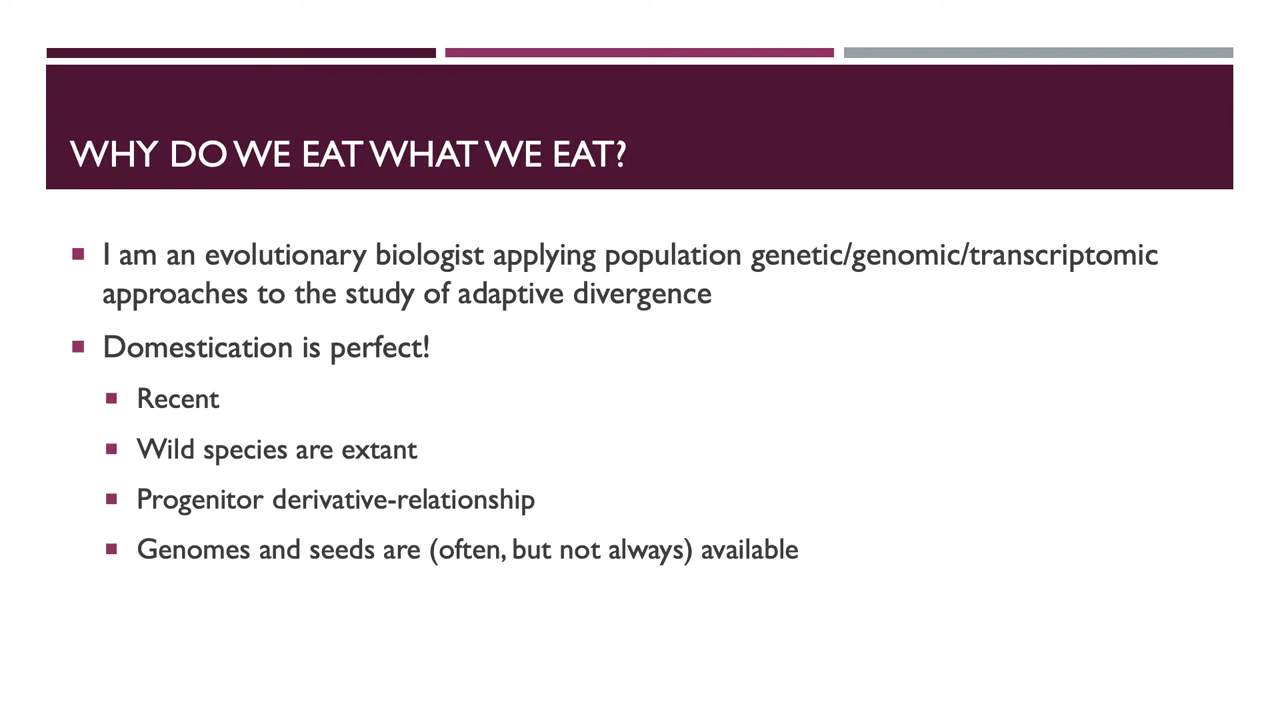 WHY DO WE EAT WHAT WE EAT?
I am an evolutionary biologist applying population genetic/genomic/transcriptomic
approaches to the study of adaptive divergence
Domestication is perfect!
Recent
Wild species are extant
Progenitor derivative-relationship
Genomes and seeds are (often, but not always) available